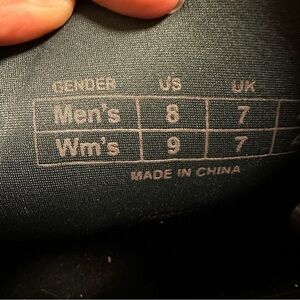 GENDER US UK
Men's 8 7
Wm's 9 7
MADE IN CHINA